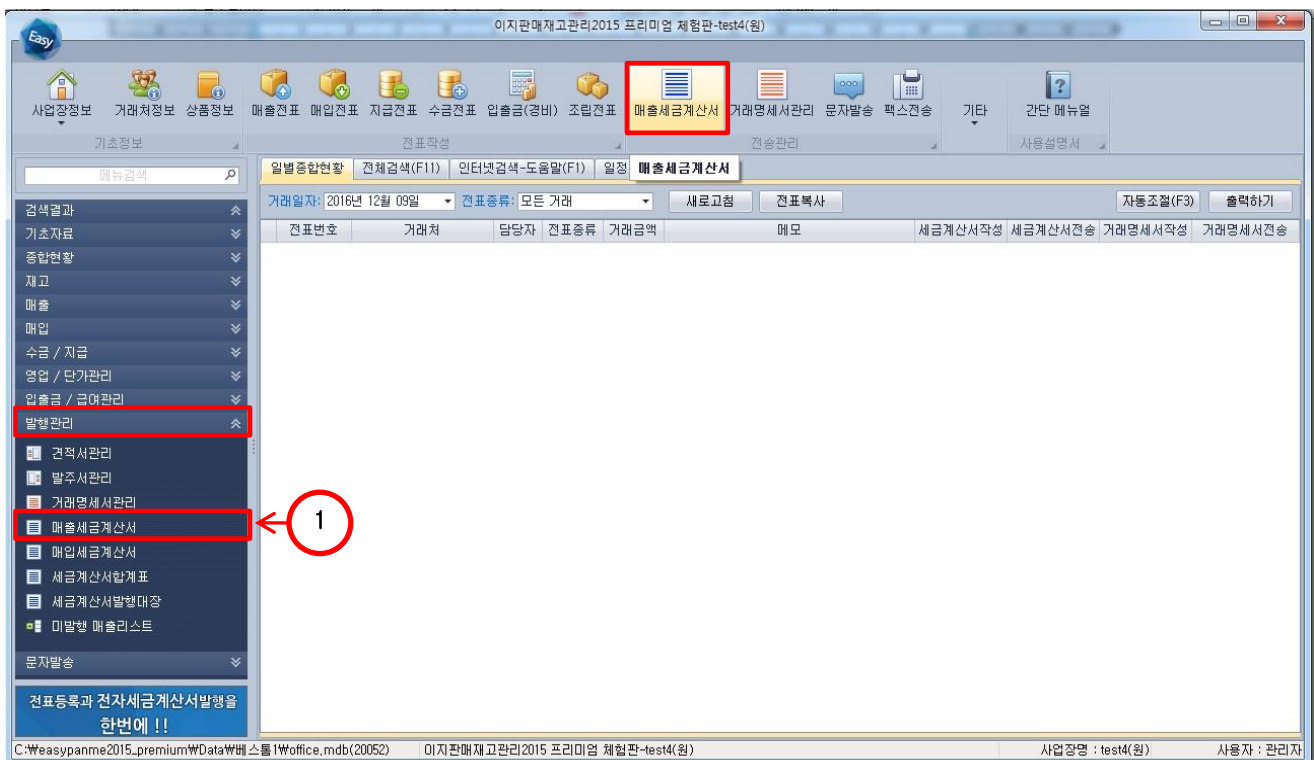 이지판매재고관리2015 프리미엄 체험판-test4(원)
Easy
사업장정보 거래처정보 상품정보 매출전표 매입전표 지급전표 수금전표 입출금(경비) 조립전표 매출세금계산서 거래명세서관리 문자발송 팩스전송 기타 간단 메뉴얼
기초정보 전표작성 전송관리 사용설명서
메뉴검색
일별종합현황 전체검색(F11) 인터넷검색-도움말(F1) 일정 매출세금계산서
거래일자: 2016년 12월 09일 전표종류: 모든 거래 새로고침 전표복사 자동조절(F3) 출력하기
전표번호 거래처 담당자 전표종류 거래금액 메모 세금계산서작성 세금계산서전송 거래명세서작성 거래명세서전송
검색결과
기초자료
종합현황
재고
매출
매입
수금 / 지급
영업 / 단가관리
입출금 / 급여관리
발행관리
견적서관리
발주서관리
거래명세서관리
매출세금계산서
1
매입세금계산서
세금계산서합계표
세금계산서발행대장
미발행 매출리스트
문자발송
전표등록과 전자세금계산서발행을
한번에 !!
C:₩easypanme2015_premium₩Data₩베스톰1₩office.mdb(20052) 이지판매재고관리2015 프리미엄 체험판-test4(원) 사업장명 : test4(원) 사용자 : 관리자